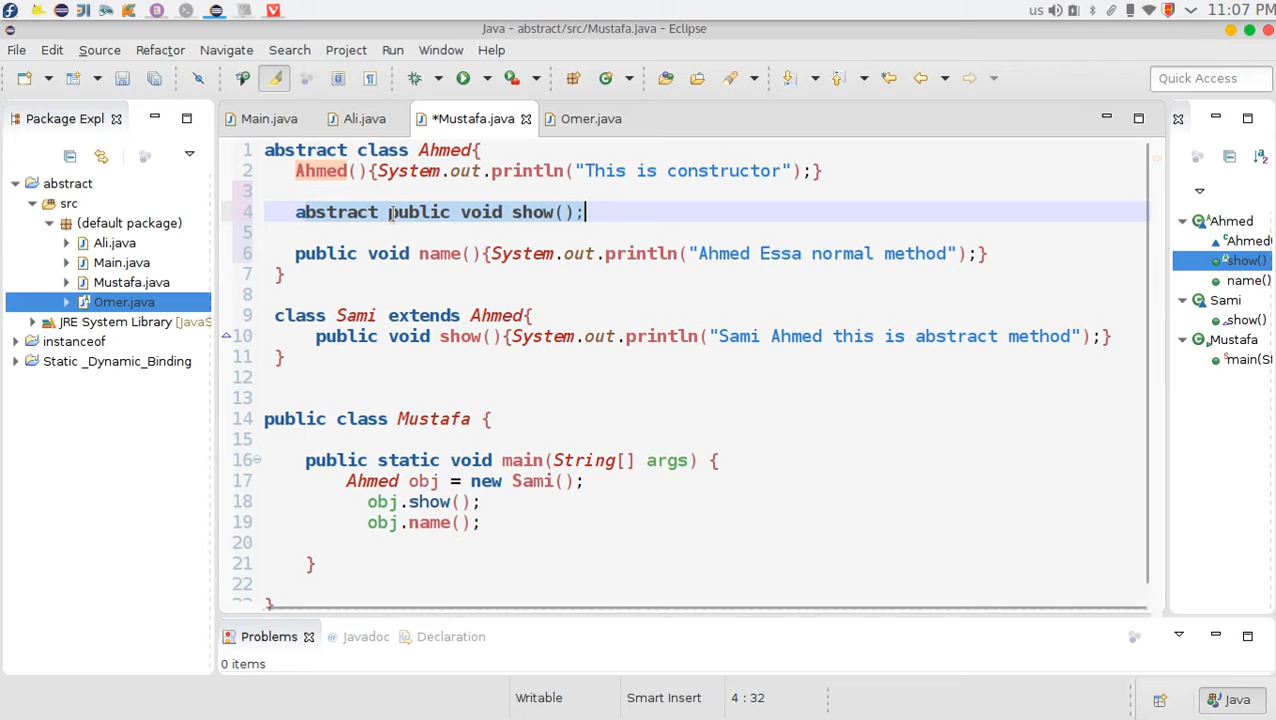 us
11:07 PM
Java - abstract/src/Mustafa.java - Eclipse
File Edit Source Refactor Navigate Search Project Run Window Help
Quick Access
Package Expl
Main.java Ali.java *Mustafa.java Omer.java
abstract
src
(default package)
Ali.java
Main.java
Mustafa.java
Omer.java
JRE System Library [JavaS
instanceof
Static _Dynamic_Binding
1 abstract class Ahmed{
2 Ahmed(){System.out.println("This is constructor");}
3
4 abstract public void show();
5
6 public void name(){System.out.println("Ahmed Essa normal method");}
7 }
8
9 class Sami extends Ahmed{
10 public void show(){System.out.println("Sami Ahmed this is abstract method");}
11 }
12
13
14 public class Mustafa {
15
16 public static void main(String[] args) {
17 Ahmed obj = new Sami();
18 obj.show();
19 obj.name();
20
21 }
22
23 }
Ahmed
Ahmed(
show()
name()
Sami
show()
Mustafa
main(St
Problems Javadoc Declaration
0 items
Writable Smart Insert 4 : 32
Java